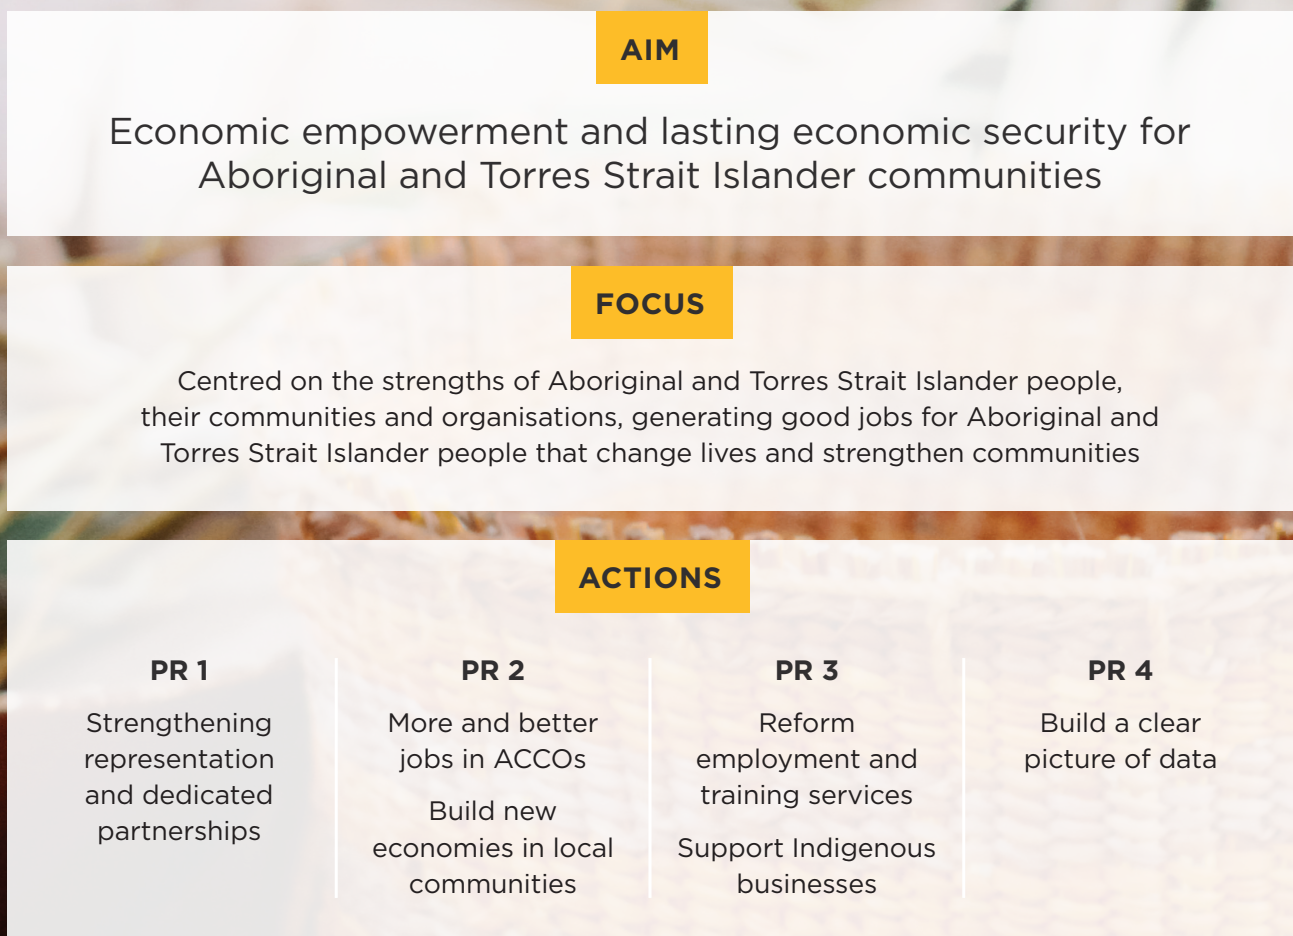 AIM
Economic empowerment and lasting economic security for
Aboriginal and Torres Strait Islander communities
FOCUS
Centred on the strengths of Aboriginal and Torres Strait Islander people,
their communities and organisations, generating good jobs for Aboriginal and
Torres Strait Islander people that change lives and strengthen communities
ACTIONS
PR 1
Strengthening
representation
and dedicated
partnerships
PR 2
More and better
jobs in ACCOs
Build new
economies in local
communities
PR 3
Reform
employment and
training services
Support Indigenous
businesses
PR 4
Build a clear
picture of data